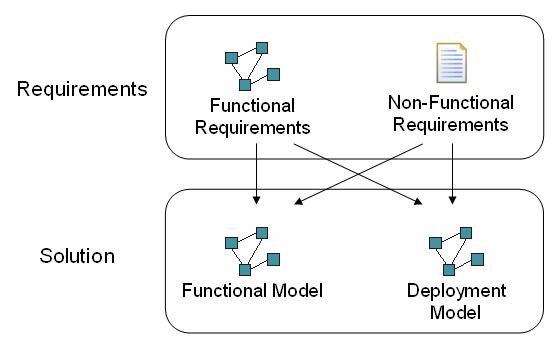 Requirements
Functional
Requirements
Non-Functional
Requirements
Solution
Functional Model
Deployment
Model